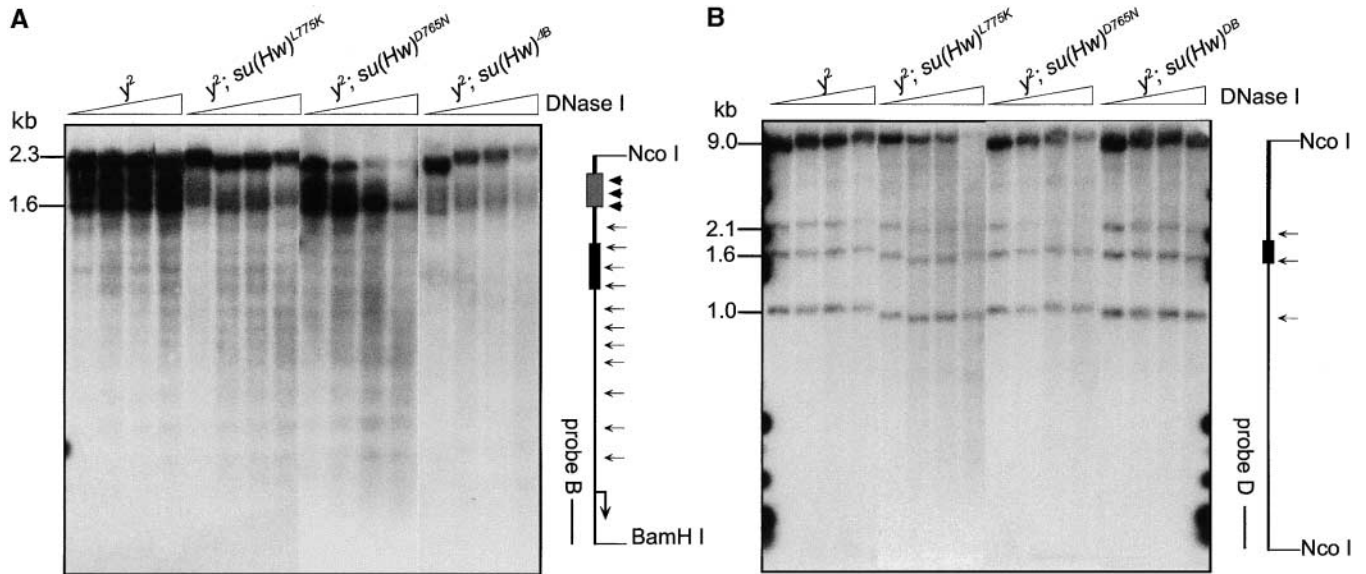 A
y²
y²; su(Hw)L775K
y²; su(Hw)D765N
y²; su(Hw)ΔB
DNase I
kb
2.3
1.6
Nco I
probe B
BamH I
B
y²
y²; su(Hw)L775K
y²; su(Hw)D765N
y²; su(Hw)DB
DNase I
kb
9.0
2.1
1.6
1.0
Nco I
probe D
Nco I